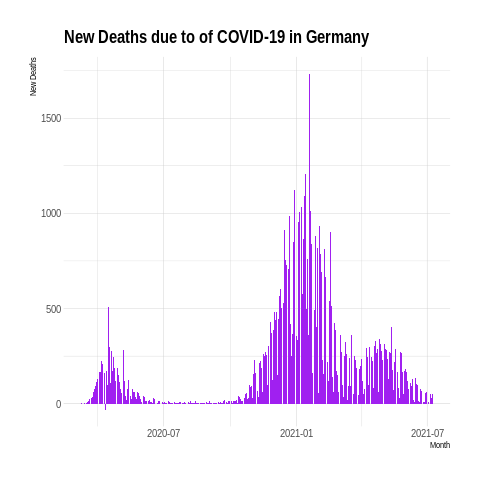 New Deaths due to of COVID-19 in Germany
New Deaths
1500
1000
500
0
2020-07
2021-01
2021-07
Month